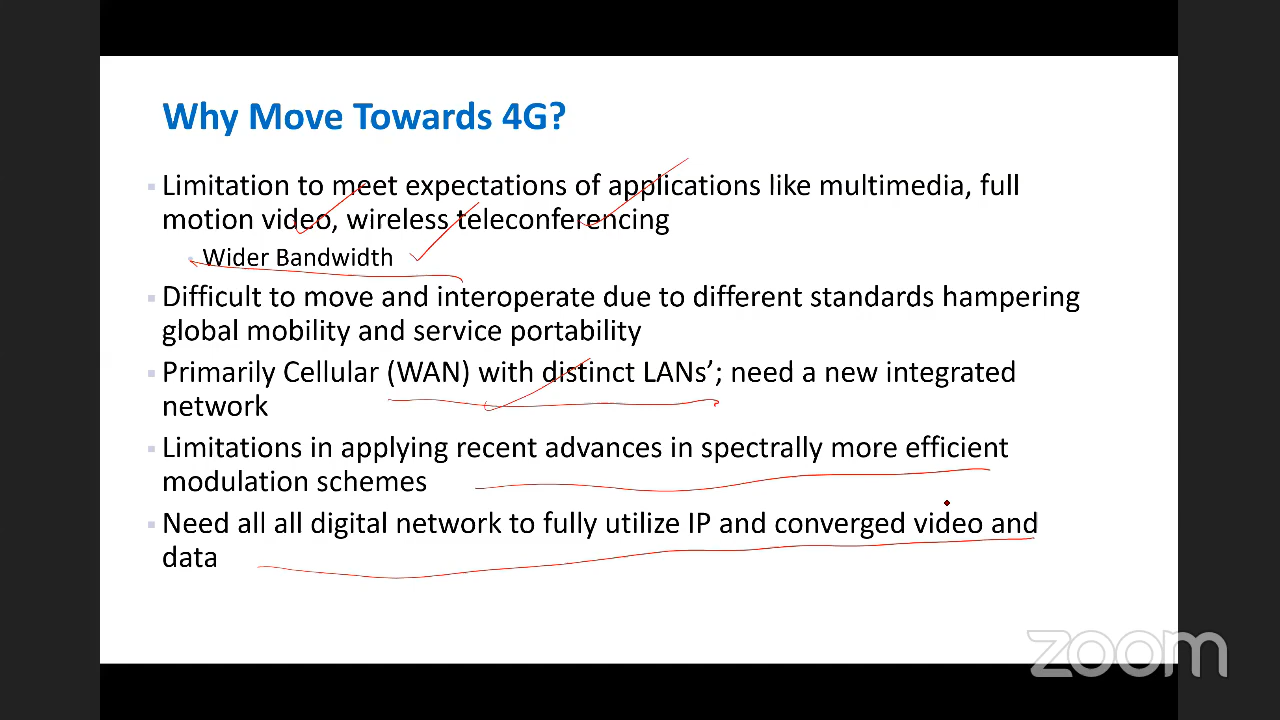 Why Move Towards 4G?
Limitation to meet expectations of applications like multimedia, full
motion video, wireless teleconferencing
Wider Bandwidth
Difficult to move and interoperate due to different standards hampering
global mobility and service portability
Primarily Cellular (WAN) with distinct LANs’; need a new integrated
network
Limitations in applying recent advances in spectrally more efficient
modulation schemes
Need all all digital network to fully utilize IP and converged video and
data
zoom